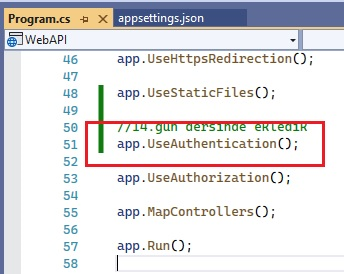 Program.cs appsettings.json
WebAPI
46 app.UseHttpsRedirection();
47
48 app.UseStaticFiles();
49
50 //14.gün dersinde eklediK
51 app.UseAuthentication();
52
53 app.UseAuthorization();
54
55 app.MapControllers();
56
57 app.Run();
58